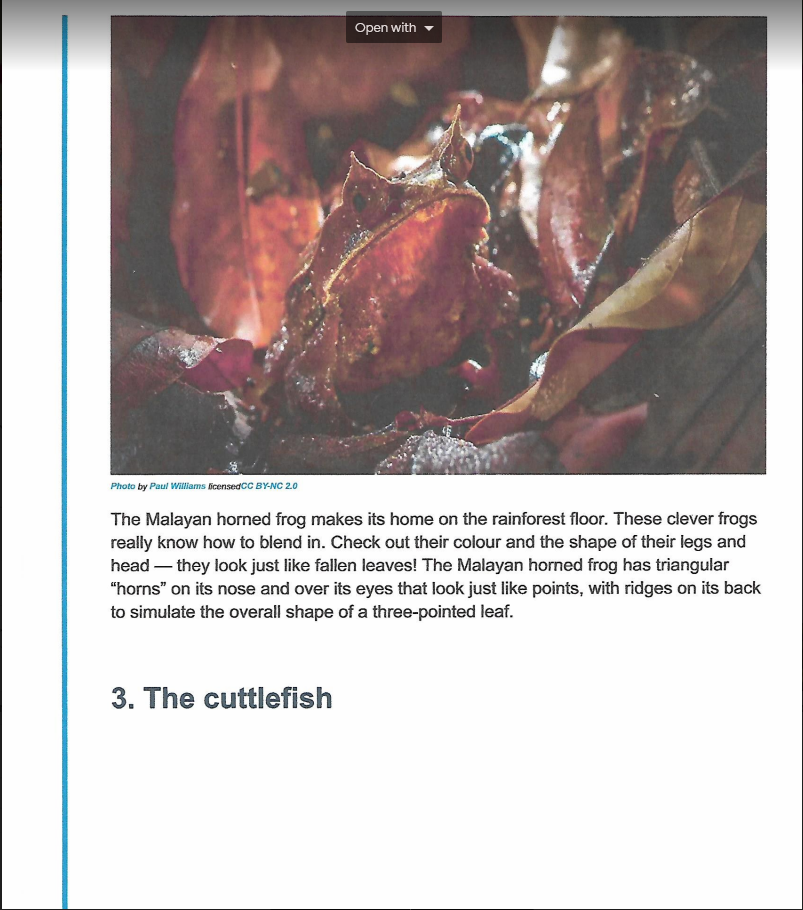 Open with
Photo by Paul Williams licensedCC BY-NC 2.0
The Malayan horned frog makes its home on the rainforest floor. These clever frogs
really know how to blend in. Check out their colour and the shape of their legs and
head — they look just like fallen leaves! The Malayan horned frog has triangular
“horns” on its nose and over its eyes that look just like points, with ridges on its back
to simulate the overall shape of a three-pointed leaf.
3. The cuttlefish